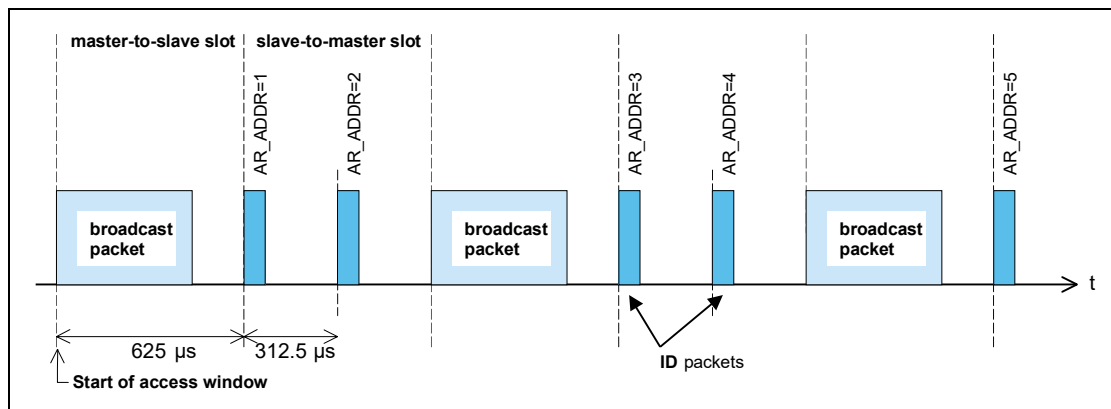 master-to-slave slot
slave-to-master slot
AR_ADDR=1
AR_ADDR=2
AR_ADDR=3
AR_ADDR=4
AR_ADDR=5
broadcast
packet
broadcast
packet
broadcast
packet
t
625 µs
312.5 µs
ID packets
Start of access window